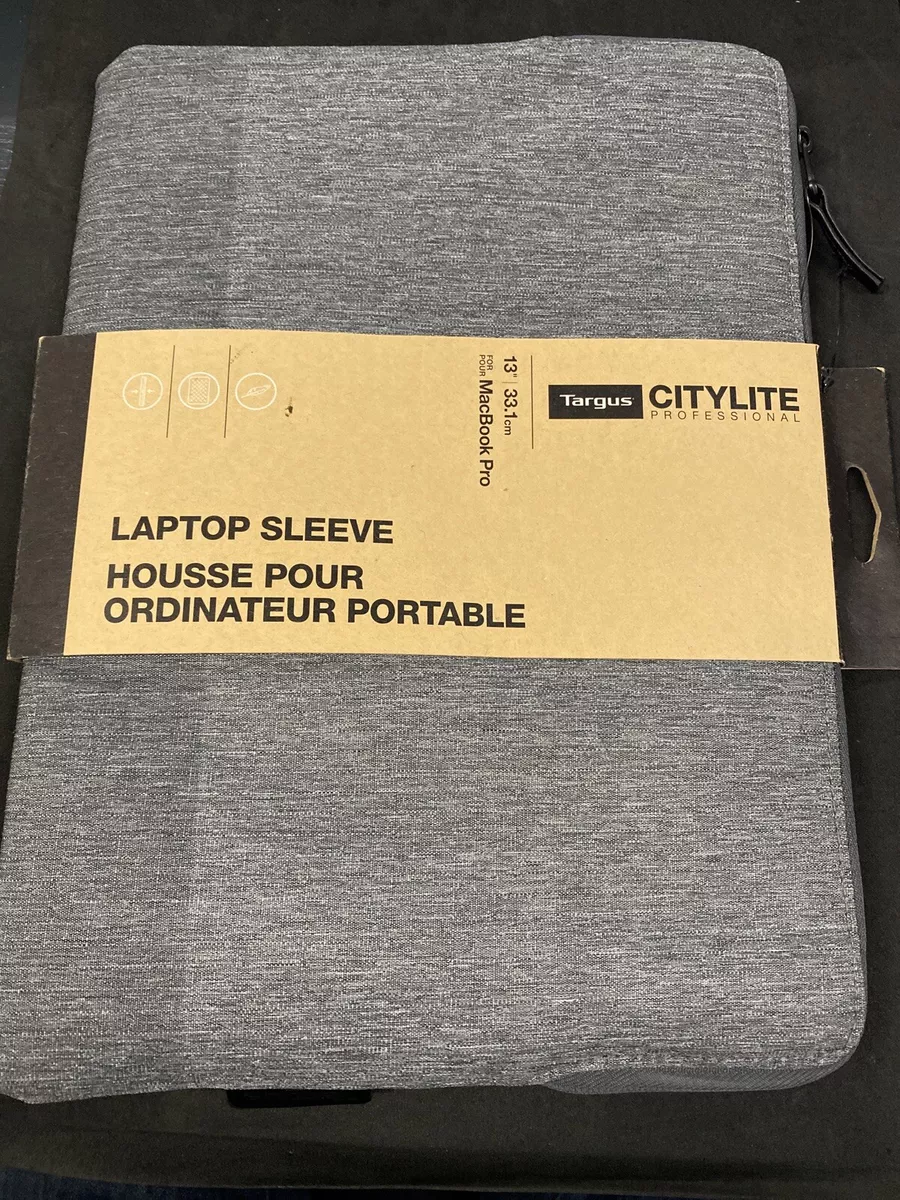 Targus
CITYLITE
PROFESSIONAL
13" | 33.1cm
FOR
POUR
MacBook Pro
LAPTOP SLEEVE
HOUSSE POUR
ORDINATEUR PORTABLE